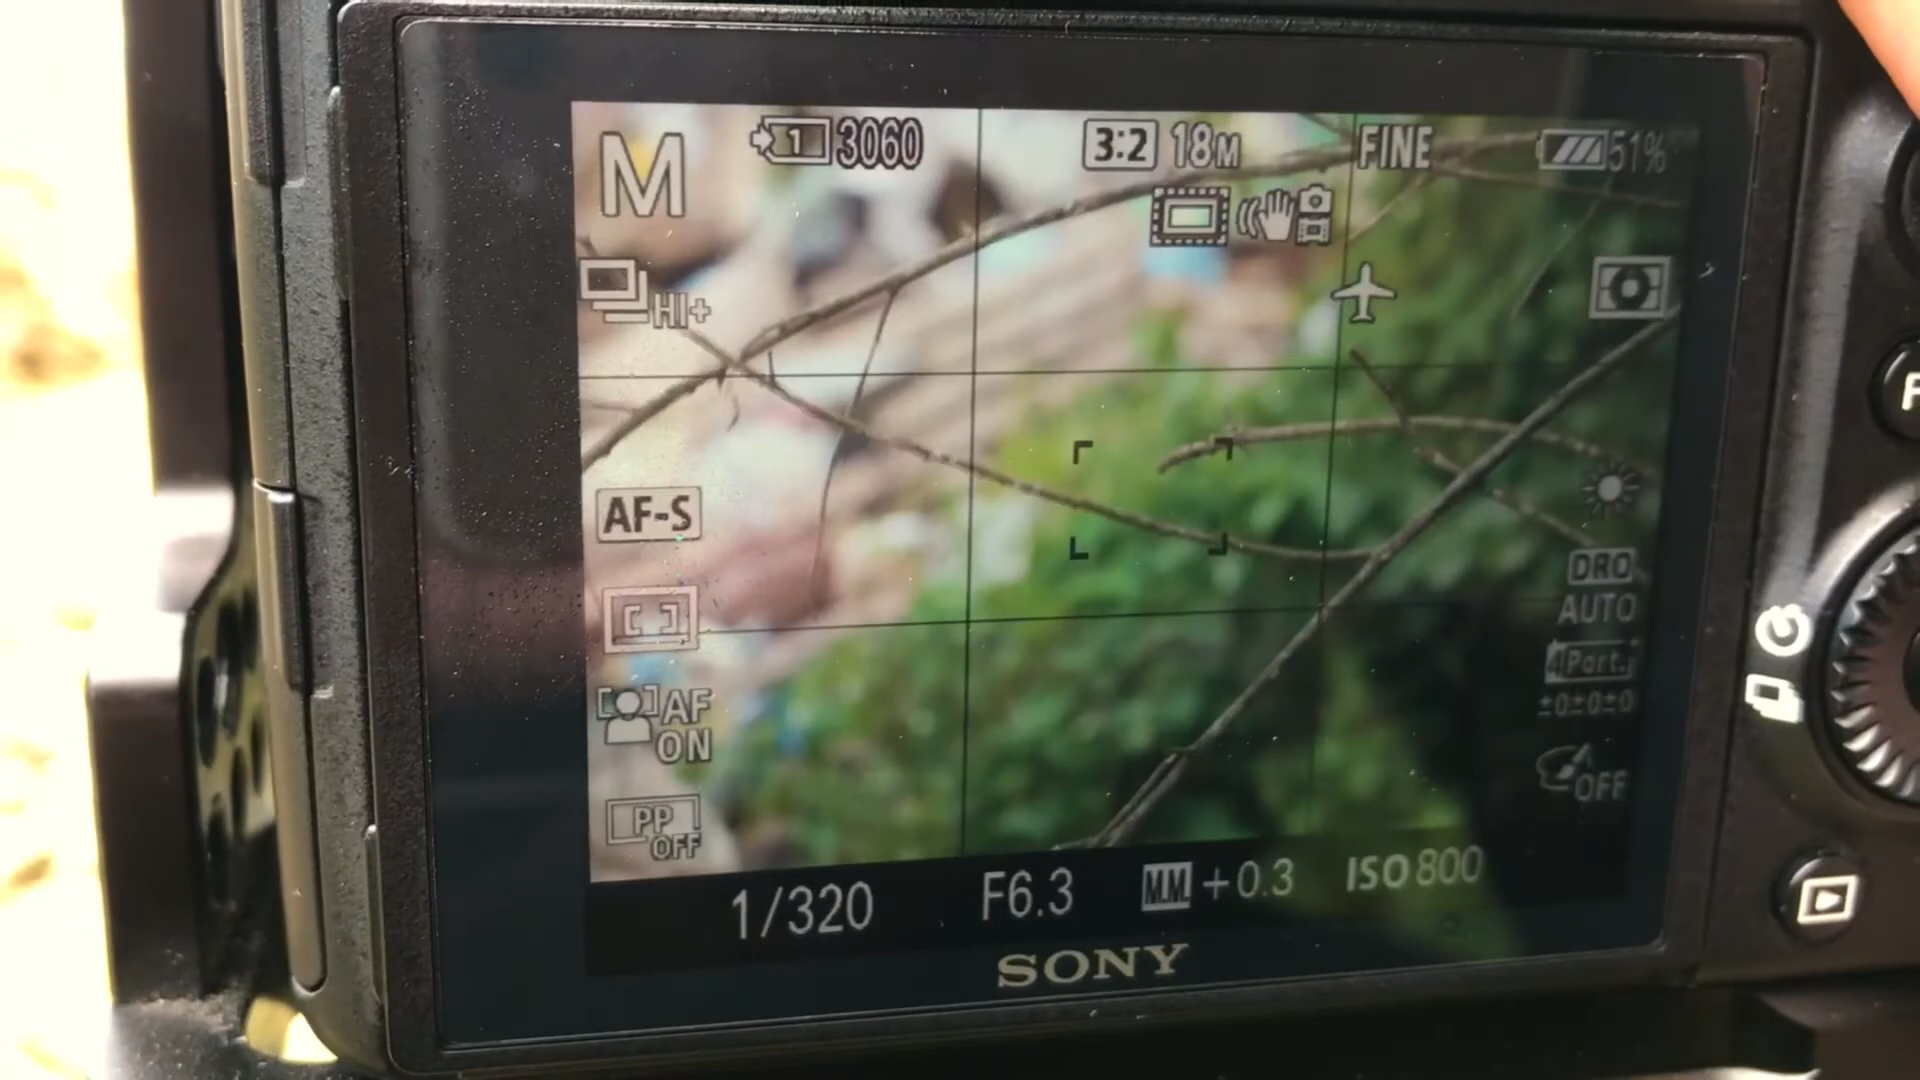 M 1 3060 3:2 18M FINE 51%
HI+
AF-S
DRO
AUTO
Port.
±0±0±0
AF
ON
OFF
PP
OFF
1/320 F6.3 M.M. +0.3 ISO 800
SONY
F